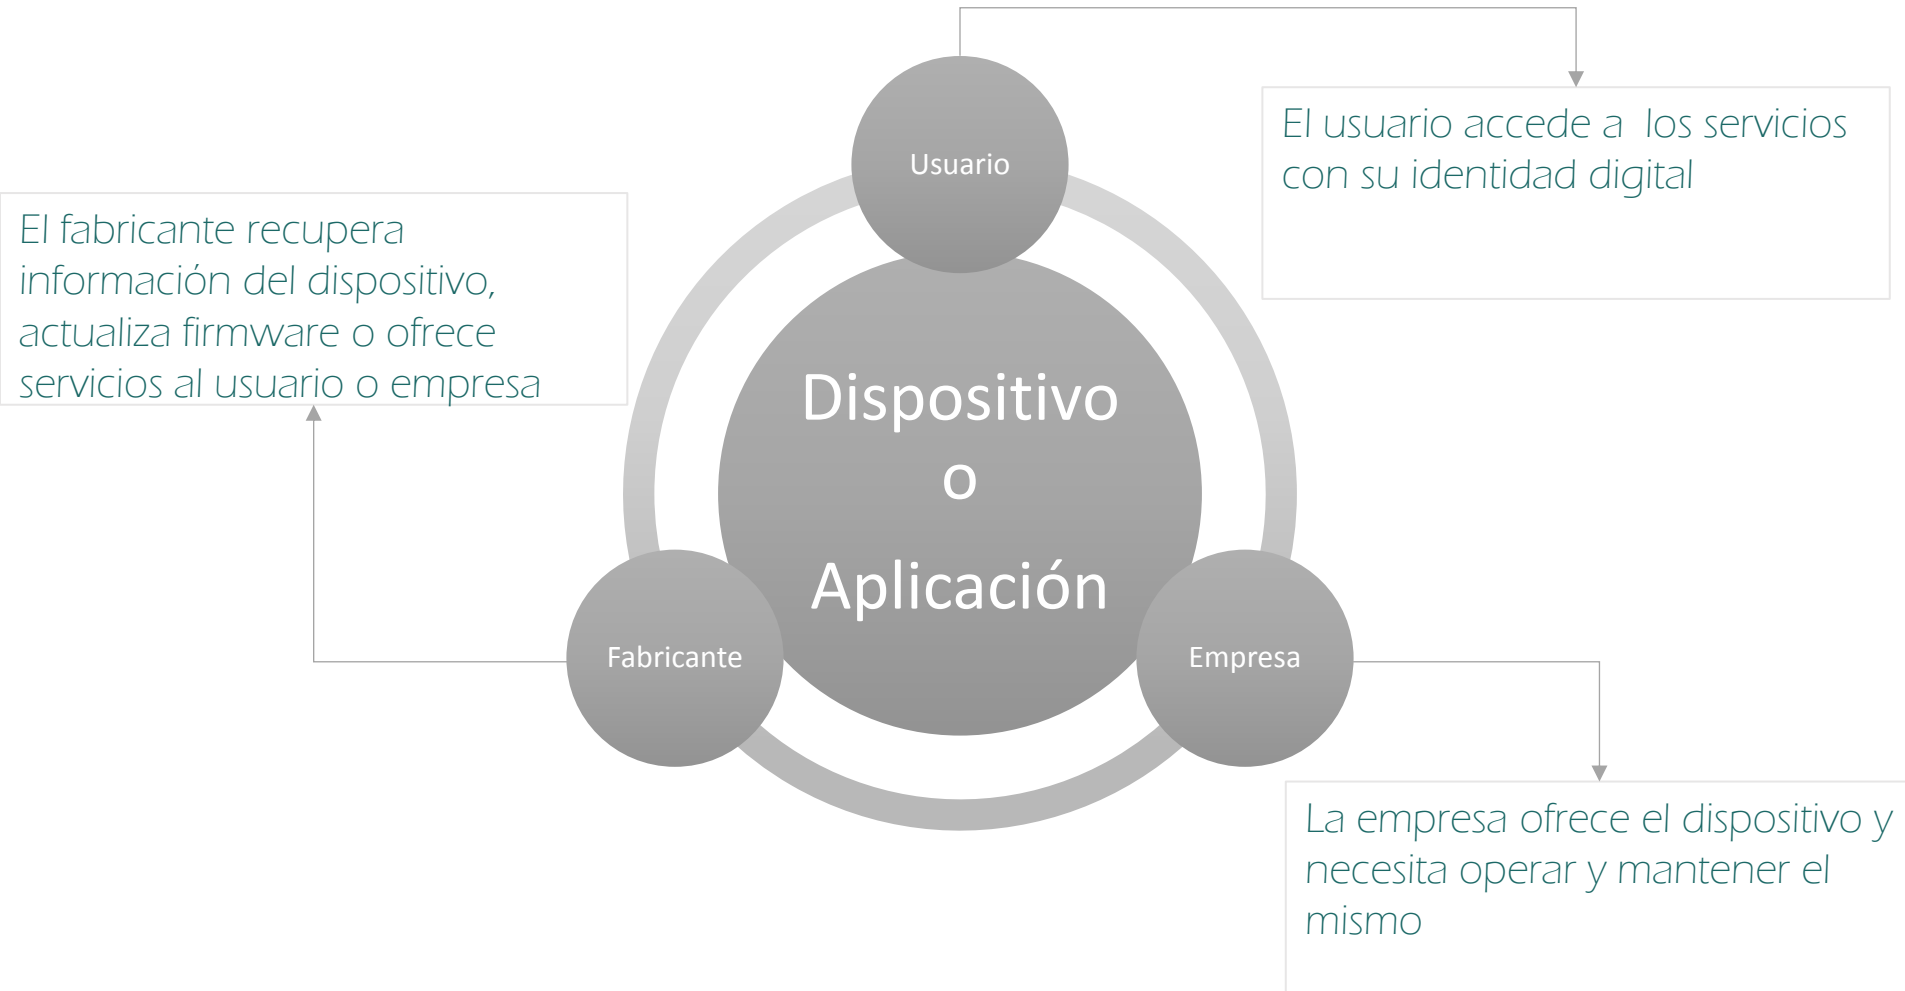 Usuario
El usuario accede a  los servicios
con su identidad digital
El fabricante recupera
información del dispositivo,
actualiza firmware o ofrece
servicios al usuario o empresa
Dispositivo
o
Aplicación
Fabricante
Empresa
La empresa ofrece el dispositivo y
necesita operar y mantener el
mismo